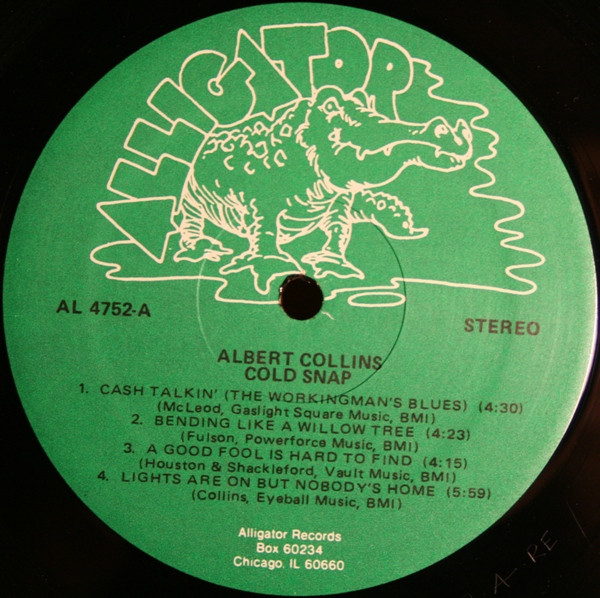 ALLIGATOR
AL 4752-A
STEREO
ALBERT COLLINS
COLD SNAP
1. CASH TALKIN' (THE WORKINGMAN'S BLUES) (4:30)
(McLeod, Gaslight Square Music, BMI)
2. BENDING LIKE A WILLOW TREE (4:23)
(Fulson, Powerforce Music, BMI)
3. A GOOD FOOL IS HARD TO FIND (4:15)
(Houston & Shackleford, Vault Music, BMI)
4. LIGHTS ARE ON BUT NOBODY'S HOME (5:59)
(Collins, Eyeball Music, BMI)
Alligator Records
Box 60234
Chicago, IL 60660
A - RE